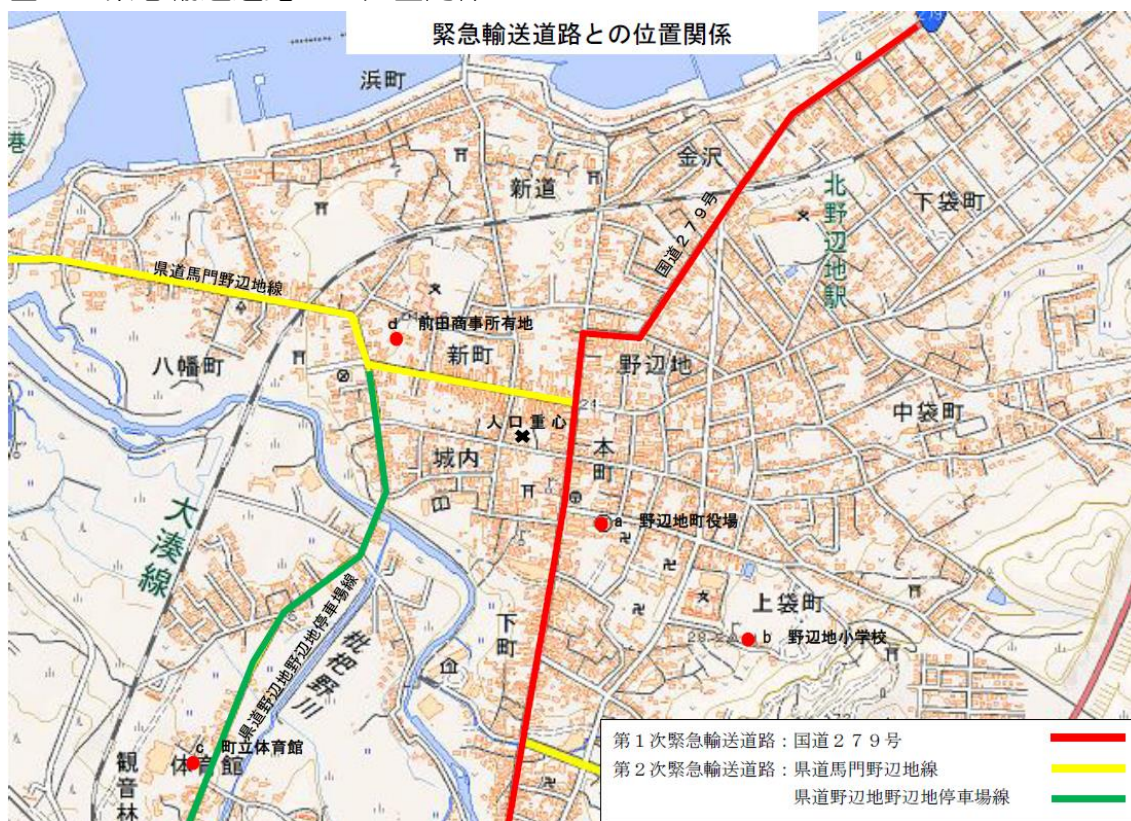 緊急輸送道路との位置関係
279
浜町
港
金沢
新道
国道279号
北野辺地駅
下袋町
県道馬門野辺地線
d 前田商事所有地
新町
野辺地
八幡町
中袋町
人口重心
城内
本町
a 野辺地町役場
大湊線
上袋町
b 野辺地小学校
下町
枇杷野川
県道野辺地野辺地停車場線
c 町立体育館
体育館
観音林
第1次緊急輸送道路：国道279号
第2次緊急輸送道路：県道馬門野辺地線
県道野辺地野辺地停車場線